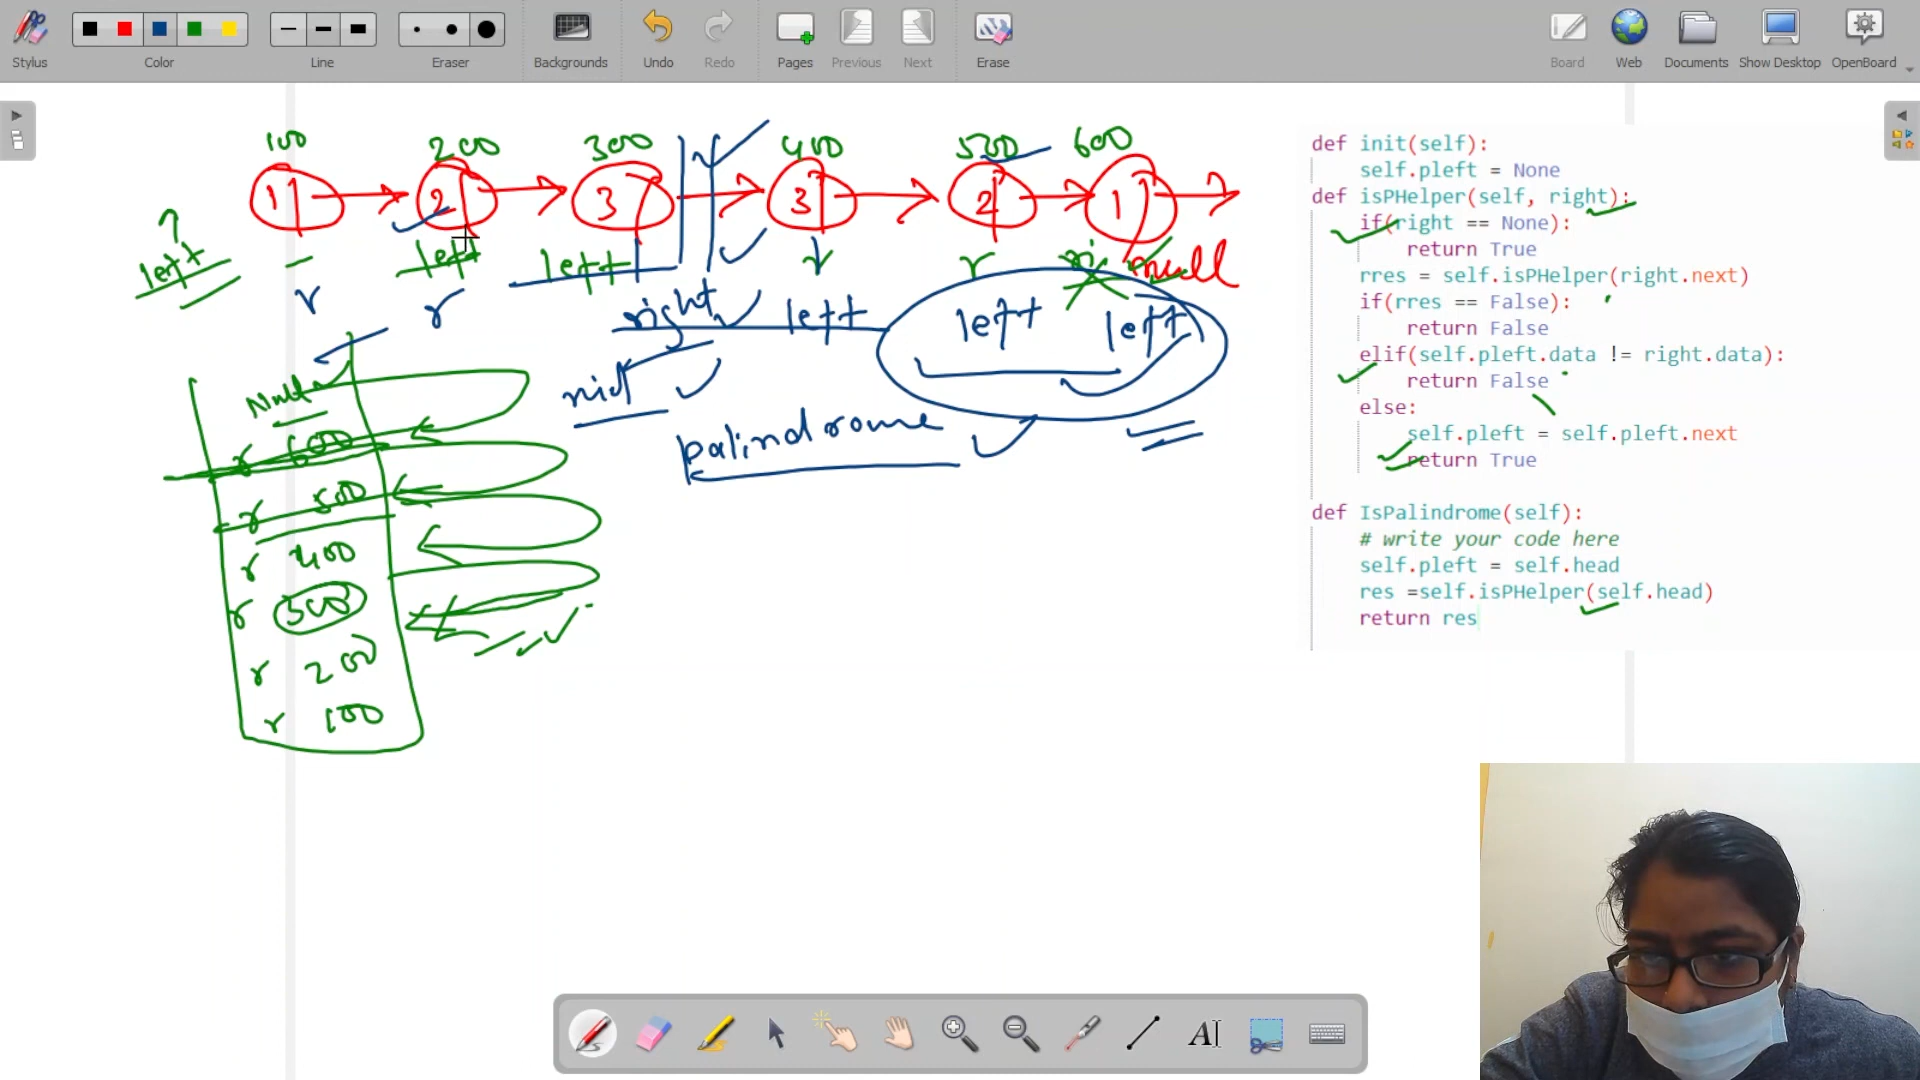 Stylus Color Line Eraser Backgrounds Undo Redo Pages Previous Next Erase Board Web Documents Show Desktop OpenBoard
100 200 300 400 500 600
1 2 3 3 2 1
left left left r r null
r r right left left left
mid
palindrome
Null
r 600
r 500
r 400
r 300
r 200
r 100
def init(self):
self.pleft = None
def isPHelper(self, right):
if(right == None):
return True
rres = self.isPHelper(right.next)
if(rres == False):
return False
elif(self.pleft.data != right.data):
return False
else:
self.pleft = self.pleft.next
return True
def IsPalindrome(self):
# write your code here
self.pleft = self.head
res =self.isPHelper(self.head)
return res